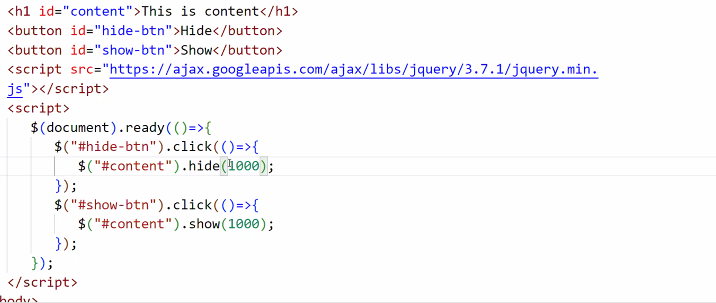 <h1 id="content">This is content</h1>
<button id="hide-btn">Hide</button>
<button id="show-btn">Show</button>
<script src="https://ajax.googleapis.com/ajax/libs/jquery/3.7.1/jquery.min.
js"></script>
<script>
$(document).ready(()=>{
$("#hide-btn").click(()=>{
$("#content").hide(1000);
});
$("#show-btn").click(()=>{
$("#content").show(1000);
});
});
</script>
body>